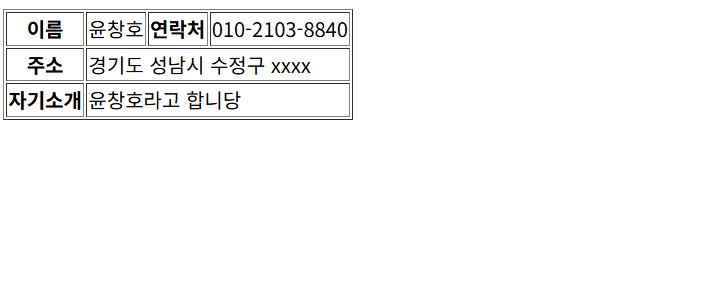 이름 윤창호 연락처 010-2103-8840
주소 경기도 성남시 수정구 xxxx
자기소개 윤창호라고 합니당